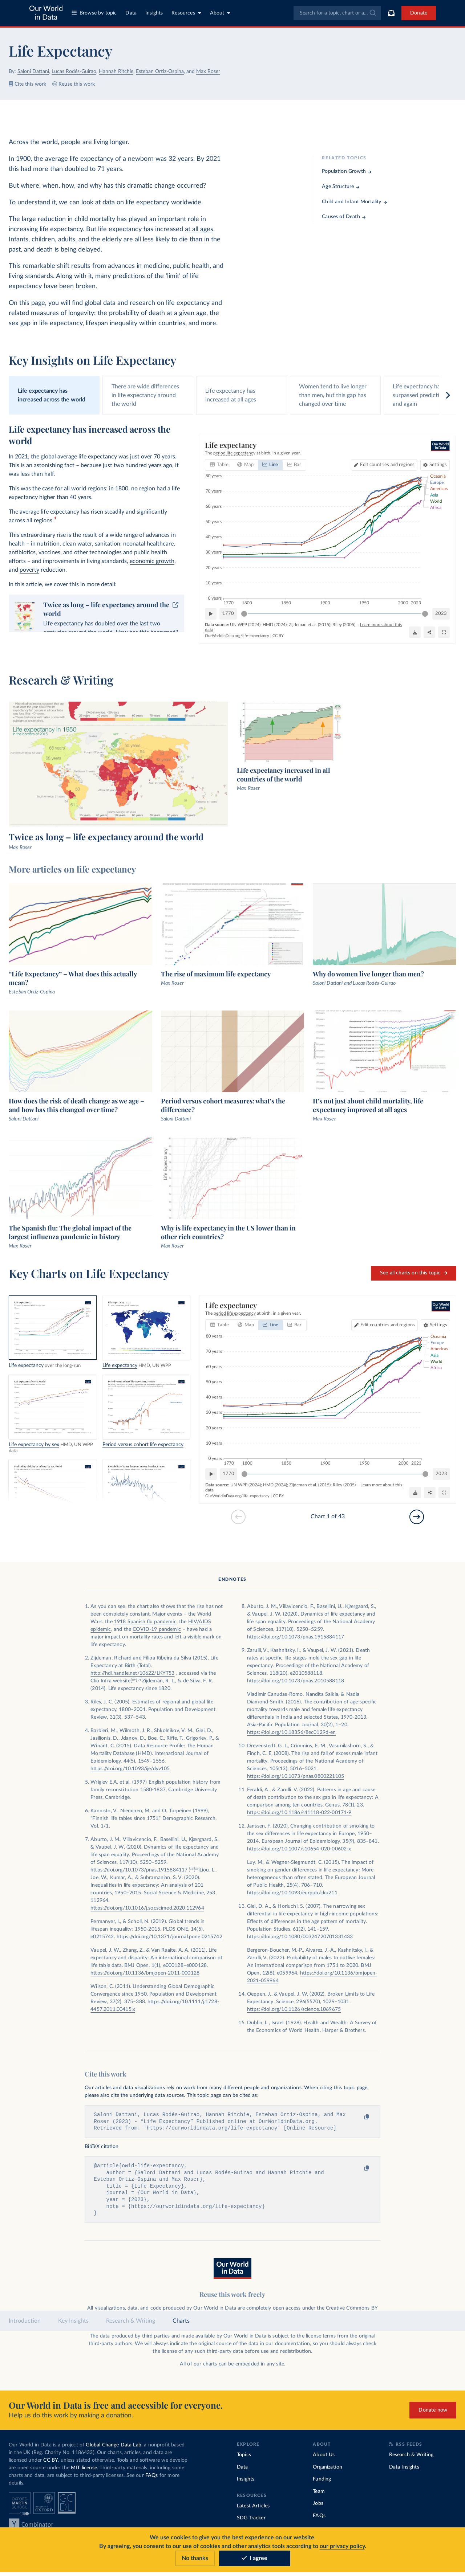 Our World in Data
Browse by topic
Data
Insights
Resources
About
Search for a topic, chart or a...
Donate
Life Expectancy
By: Saloni Dattani, Lucas Rodés-Guirao, Hannah Ritchie, Esteban Ortiz-Ospina, and Max Roser
Cite this work
Reuse this work
Across the world, people are living longer.
In 1900, the average life expectancy of a newborn was 32 years. By 2021
this had more than doubled to 71 years.
But where, when, how, and why has this dramatic change occurred?
To understand it, we can look at data on life expectancy worldwide.
The large reduction in child mortality has played an important role in
increasing life expectancy. But life expectancy has increased at all ages.
Infants, children, adults, and the elderly are all less likely to die than in the
past, and death is being delayed.
This remarkable shift results from advances in medicine, public health, and
living standards. Along with it, many predictions of the 'limit' of life
expectancy have been broken.
On this page, you will find global data and research on life expectancy and
related measures of longevity: the probability of death at a given age, the
sex gap in life expectancy, lifespan inequality within countries, and more.
RELATED TOPICS
Population Growth
Age Structure
Child and Infant Mortality
Causes of Death
Key Insights on Life Expectancy
Life expectancy has
increased across the world
There are wide differences
in life expectancy around
the world
Life expectancy has
increased at all ages
Women tend to live longer
than men, but this gap has
changed over time
Life expectancy ha
surpassed predicti
and again
Life expectancy has increased across the
world
In 2021, the global average life expectancy was just over 70 years.
This is an astonishing fact – because just two hundred years ago, it
was less than half.
This was the case for all world regions: in 1800, no region had a life
expectancy higher than 40 years.
The average life expectancy has risen steadily and significantly
across all regions.1
This extraordinary rise is the result of a wide range of advances in
health – in nutrition, clean water, sanitation, neonatal healthcare,
antibiotics, vaccines, and other technologies and public health
efforts – and improvements in living standards, economic growth,
and poverty reduction.
In this article, we cover this in more detail:
Twice as long – life expectancy around the
world
Life expectancy has doubled over the last two
Life expectancy
The period life expectancy at birth, in a given year.
Table
Map
Line
Bar
Edit countries and regions
Settings
80 years
70 years
60 years
50 years
40 years
30 years
20 years
10 years
0 years
1770
1800
1850
1900
1950
2000
2023
Oceania
Europe
Americas
Asia
World
Africa
1770
2023
Data source: UN WPP (2024); HMD (2024); Zijdeman et al. (2015); Riley (2005) – Learn more about this
data
OurWorldinData.org/life-expectancy | CC BY
Research & Writing
Life expectancy in 1950
Twice as long – life expectancy around the world
Max Roser
Life expectancy increased in all
countries of the world
Max Roser
More articles on life expectancy
"Life Expectancy" – What does this actually
mean?
Esteban Ortiz-Ospina
The rise of maximum life expectancy
Max Roser
Why do women live longer than men?
Saloni Dattani and Lucas Rodés-Guirao
How does the risk of death change as we age –
and how has this changed over time?
Saloni Dattani
Period versus cohort measures: what's the
difference?
Saloni Dattani
It's not just about child mortality, life
expectancy improved at all ages
Max Roser
The Spanish flu: The global impact of the
largest influenza pandemic in history
Max Roser
Life Expectancy
Why is life expectancy in the US lower than in
other rich countries?
Max Roser
Key Charts on Life Expectancy
See all charts on this topic
Life expectancy over the long-run
Life expectancy HMD, UN WPP
Life expectancy by sex HMD, UN WPP
data
Period versus cohort life expectancy
Life expectancy
The period life expectancy at birth, in a given year.
Table
Map
Line
Bar
Edit countries and regions
Settings
80 years
70 years
60 years
50 years
40 years
30 years
20 years
10 years
0 years
1770
1800
1850
1900
1950
2000
2023
Oceania
Europe
Americas
Asia
World
Africa
1770
2023
Data source: UN WPP (2024); HMD (2024); Zijdeman et al. (2015); Riley (2005) – Learn more about this
data
OurWorldinData.org/life-expectancy | CC BY
Chart 1 of 43
ENDNOTES
1. As you can see, the chart also shows that the rise has not
been completely constant. Major events – the World
Wars, the 1918 Spanish flu pandemic, the HIV/AIDS
epidemic, and the COVID-19 pandemic – have had a
major impact on mortality rates and left a visible mark on
life expectancy.
2. Zijdeman, Richard, and Filipa Ribeira da Silva (2015). Life
Expectancy at Birth (Total).
http://hdl.handle.net/10622/LKYT53 , accessed via the
Clio Infra website. Zijdeman, R. L., & de Silva, F. R.
(2014). Life expectancy since 1820.
3. Riley, J. C. (2005). Estimates of regional and global life
expectancy, 1800–2001. Population and Development
Review, 31(3), 537–543.
4. Barbieri, M., Wilmoth, J. R., Shkolnikov, V. M., Glei, D.,
Jasilionis, D., Jdanov, D., Boe, C., Riffe, T., Grigoriev, P., &
Winant, C. (2015). Data Resource Profile: The Human
Mortality Database (HMD). International Journal of
Epidemiology, 44(5), 1549–1556.
https://doi.org/10.1093/ije/dyv105
5. Wrigley E.A. et al. (1997) English population history from
family reconstitution 1580-1837, Cambridge University
Press.
6. Kannisto, V., Nieminen, M. and O. Turpeinen (1999).
"Finnish life tables since 1751," Demographic Research,
Vol. 1/1.
7. Aburto, J. M., Villavicencio, F., Basellini, U., Kjærgaard, S.,
& Vaupel, J. W. (2020). Dynamics of life expectancy and
life span equality. Proceedings of the National Academy
of Sciences, 117(10), 5250–5259.
https://doi.org/10.1073/pnas.1915884117 Liou, L.,
Joe, W., Kumar, A., & Subramanian, S. V. (2020).
Inequalities in life expectancy: An analysis of 201
countries, 1950–2015. Social Science & Medicine, 253,
112964.
https://doi.org/10.1016/j.socscimed.2020.112964
Permanyer, I., & Scholl, N. (2019). Global trends in
lifespan inequality: 1950-2015. PLOS ONE, 14(5),
e0215742. https://doi.org/10.1371/journal.pone.0215742
Vaupel, J. W., Zhang, Z., & Van Raalte, A. A. (2011). Life
expectancy and disparity: An international comparison of
life table data. BMJ Open, 1(1), e000128–e000128.
https://doi.org/10.1136/bmjopen-2011-000128
Wilson, C. (2011). Understanding Global Demographic
Convergence since 1950. Population and Development
Review, 37(2), 375–388. https://doi.org/10.1111/j.1728-
4457.2011.00415.x
8. Aburto, J. M., Villavicencio, F., Basellini, U., Kjærgaard, S.,
& Vaupel, J. W. (2020). Dynamics of life expectancy and
life span equality. Proceedings of the National Academy
of Sciences, 117(10), 5250–5259.
https://doi.org/10.1073/pnas.1915884117
9. Zarulli, V., Kashnitsky, I., & Vaupel, J. W. (2021). Death
rates at specific life stages mold the sex gap in life
expectancy. Proceedings of the National Academy of
Sciences, 118(20), e2010588118.
https://doi.org/10.1073/pnas.2010588118
Vladimir Canudas-Romo, Nandita Saikia, & Nadia
Diamond-Smith. (2016). The contribution of age-specific
mortality towards male and female life expectancy
differentials in India and selected States, 1970-2013.
Asia-Pacific Population Journal, 30(2), 1–20.
https://doi.org/10.18356/8ec0129d-en
10. Drevenstedt, G. L., Crimmins, E. M., Vasunilashorn, S., &
Finch, C. E. (2008). The rise and fall of excess male infant
mortality. Proceedings of the National Academy of
Sciences, 105(13), 5016–5021.
https://doi.org/10.1073/pnas.0800221105
11. Feraldi, A., & Zarulli, V. (2022). Patterns in age and cause
of death contribution to the sex gap in life expectancy: A
comparison among ten countries. Genus, 78(1), 23.
https://doi.org/10.1186/s41118-022-00171-9
12. Janssen, F. (2020). Changing contribution of smoking to
the sex differences in life expectancy in Europe, 1950–
2014. European Journal of Epidemiology, 35(9), 835–841.
https://doi.org/10.1007/s10654-020-00602-x
Luy, M., & Wegner-Siegmundt, C. (2015). The impact of
smoking on gender differences in life expectancy: More
heterogeneous than often stated. The European Journal
of Public Health, 25(4), 706–710.
https://doi.org/10.1093/eurpub/cku211
13. Glei, D. A., & Horiuchi, S. (2007). The narrowing sex
differential in life expectancy in high-income populations:
Effects of differences in the age pattern of mortality.
Population Studies, 61(2), 141–159.
https://doi.org/10.1080/00324720701331433
Bergeron-Boucher, M.-P., Alvarez, J.-A., Kashnitsky, I., &
Zarulli, V. (2022). Probability of males to outlive females:
An international comparison from 1751 to 2020. BMJ
Open, 12(8), e059964. https://doi.org/10.1136/bmjopen-
2021-059964
14. Oeppen, J., & Vaupel, J. W. (2002). Broken Limits to Life
Expectancy. Science, 296(5570), 1029–1031.
https://doi.org/10.1126/science.1069675
15. Dublin, L., Israel. (1928). Health and Wealth: A Survey of
the Economics of World Health. Harper & Brothers.
Cite this work
Our articles and data visualizations rely on work from many different people and organizations. When citing this topic page,
please also cite the underlying data sources. This topic page can be cited as:
Saloni Dattani, Lucas Rodés-Guirao, Hannah Ritchie, Esteban Ortiz-Ospina, and Max
Roser (2023) - "Life Expectancy" Published online at OurWorldinData.org.
Retrieved from: 'https://ourworldindata.org/life-expectancy' [Online Resource]
BibTeX citation
@article{owid-life-expectancy,
author = {Saloni Dattani and Lucas Rodés-Guirao and Hannah Ritchie and
Esteban Ortiz-Ospina and Max Roser},
title = {Life Expectancy},
journal = {Our World in Data},
year = {2023},
note = {https://ourworldindata.org/life-expectancy}
}
Our World in Data
Reuse this work freely
All visualizations, data, and code produced by Our World in Data are completely open access under the Creative Commons BY
Introduction
Key Insights
Research & Writing
Charts
The data produced by third parties and made available by Our World in Data is subject to the license terms from the original
third-party authors. We will always indicate the original source of the data in our documentation, so you should always check
the license of any such third-party data before use and redistribution.
All of our charts can be embedded in any site.
Our World in Data is free and accessible for everyone.
Help us do this work by making a donation.
Donate now
Our World in Data is a project of Global Change Data Lab, a nonprofit based
in the UK (Reg. Charity No. 1186433). Our charts, articles, and data are
licensed under CC BY, unless stated otherwise. Tools and software we develop
are open source under the MIT license. Third-party materials, including some
charts and data, are subject to third-party licenses. See our FAQs for more
details.
OXFORD
MARTIN
SCHOOL
UNIVERSITY OF
OXFORD
Y Combinator
EXPLORE
Topics
Data
Insights
RESOURCES
Latest Articles
SDG Tracker
ABOUT
About Us
Organization
Funding
Team
Jobs
FAQs
RSS FEEDS
Research & Writing
Data Insights
We use cookies to give you the best experience on our website.
By agreeing, you consent to our use of cookies and other analytics tools according to our privacy policy.
No thanks
I agree